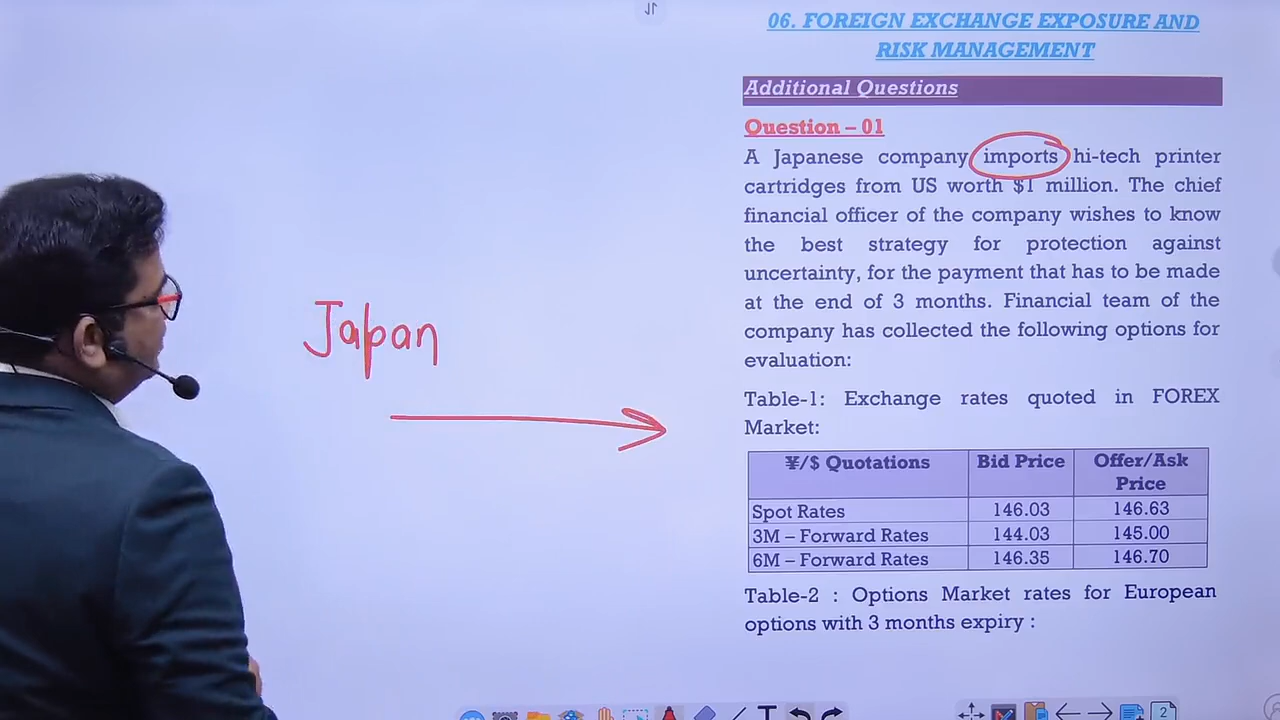 06. FOREIGN EXCHANGE EXPOSURE AND
RISK MANAGEMENT
Additional Questions
Question – 01
A Japanese company imports hi-tech printer
cartridges from US worth $1 million. The chief
financial officer of the company wishes to know
the best strategy for protection against
uncertainty, for the payment that has to be made
at the end of 3 months. Financial team of the
company has collected the following options for
evaluation:
Table-1: Exchange rates quoted in FOREX
Market:
¥/$ Quotations Bid Price Offer/Ask Price
Spot Rates 146.03 146.63
3M – Forward Rates 144.03 145.00
6M – Forward Rates 146.35 146.70
Table-2 : Options Market rates for European
options with 3 months expiry :
Japan
2